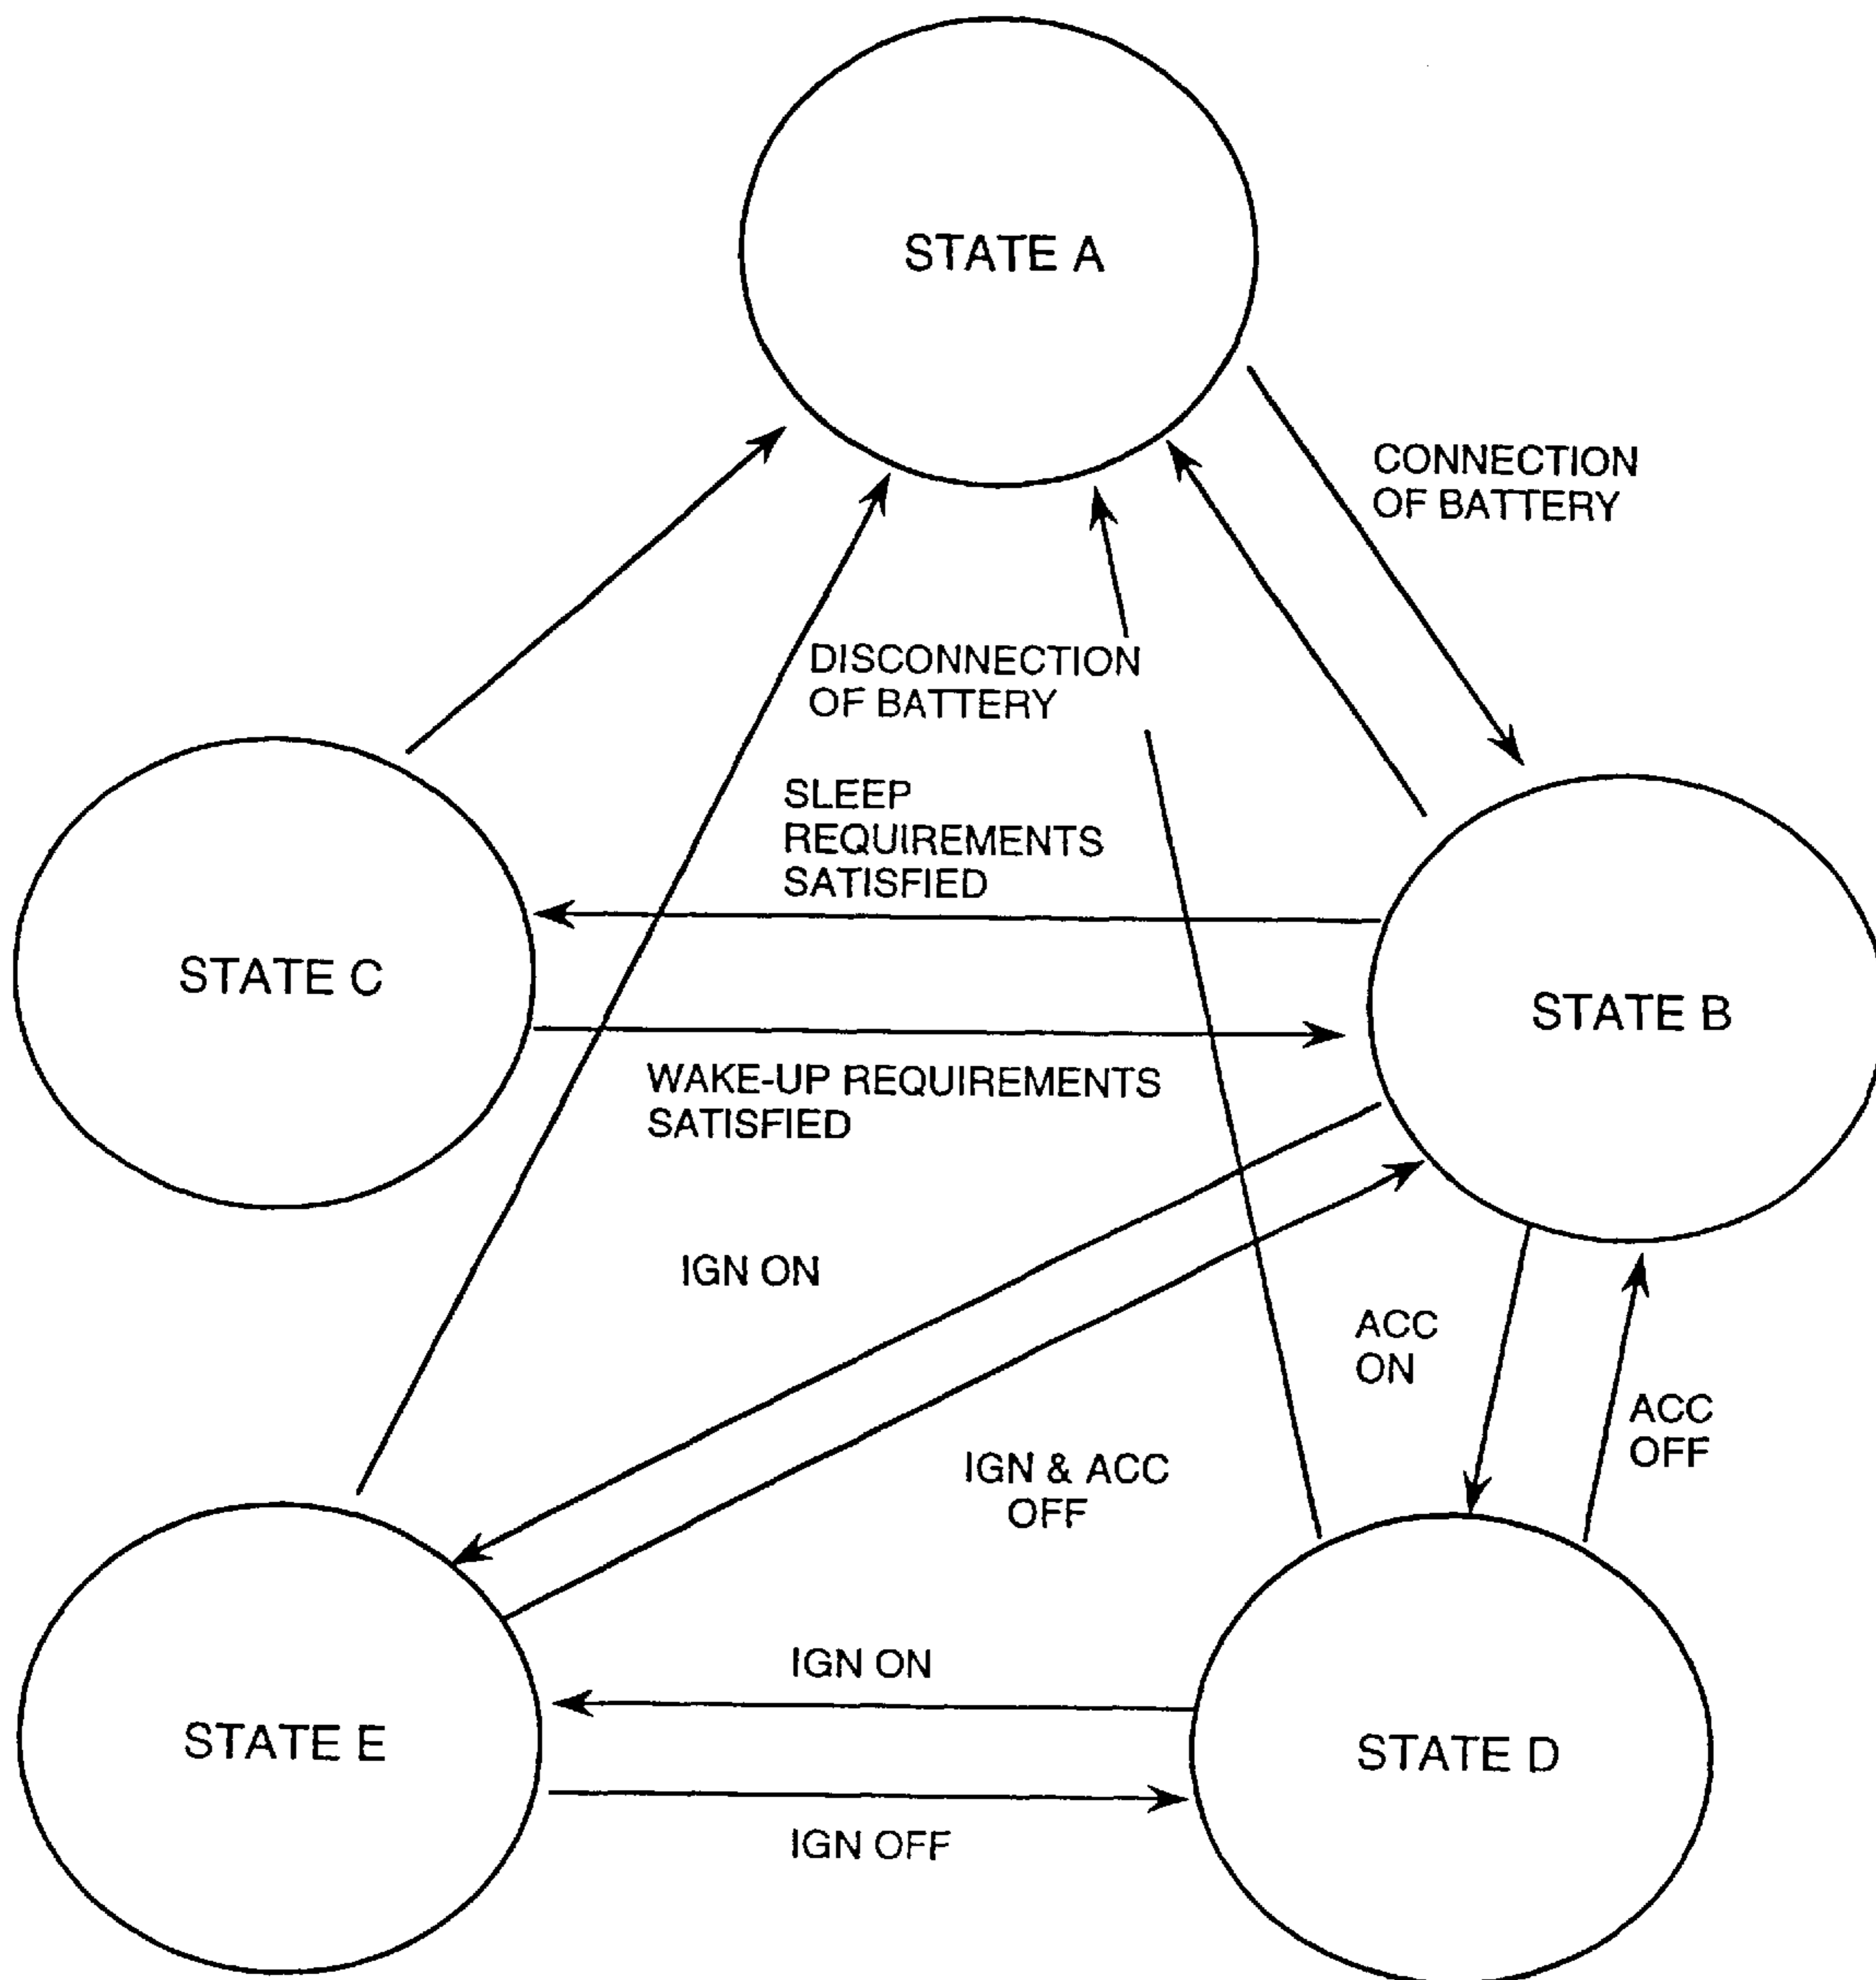 STATE A
CONNECTION
OF BATTERY
DISCONNECTION
OF BATTERY
SLEEP
REQUIREMENTS
SATISFIED
STATE C
STATE B
WAKE-UP REQUIREMENTS
SATISFIED
IGN ON
ACC
ON
ACC
OFF
IGN & ACC
OFF
IGN ON
STATE E
STATE D
IGN OFF